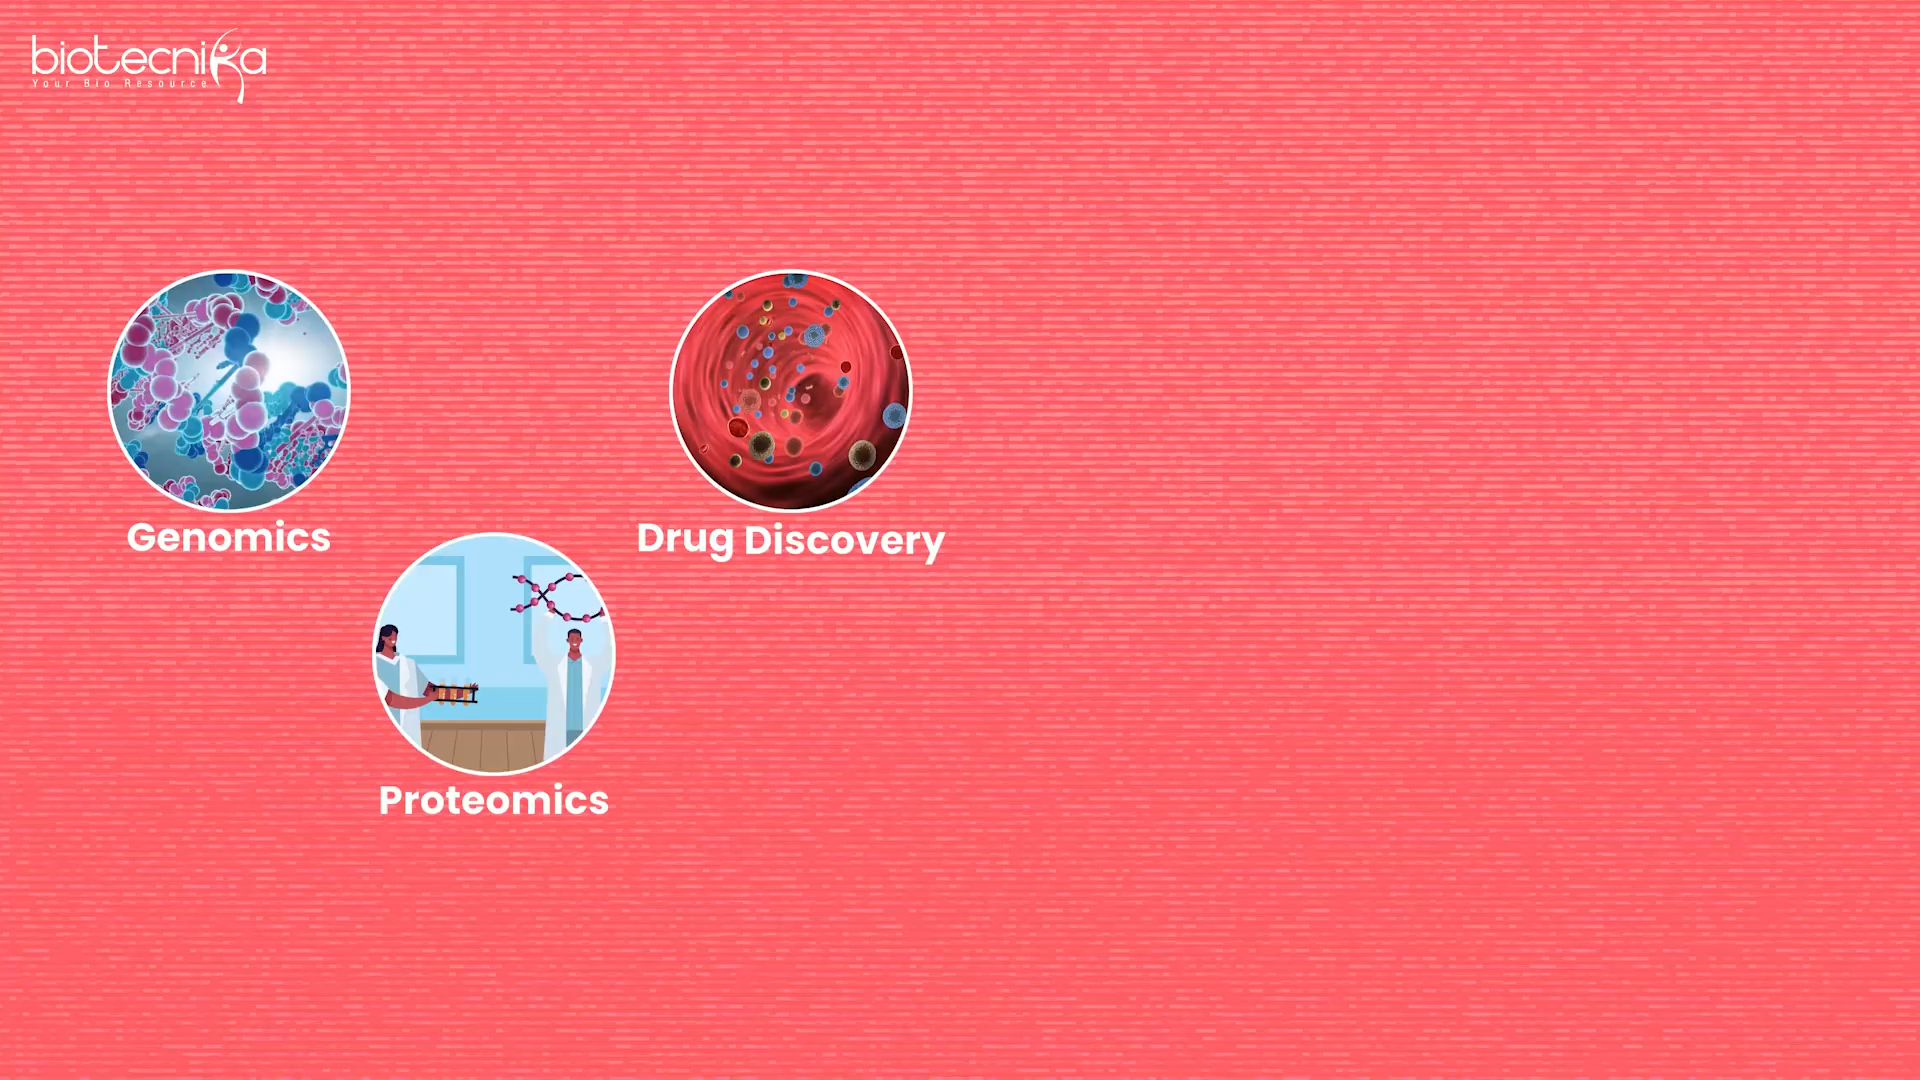 biotecnika
Your Bio Resource
Genomics
Drug Discovery
Proteomics